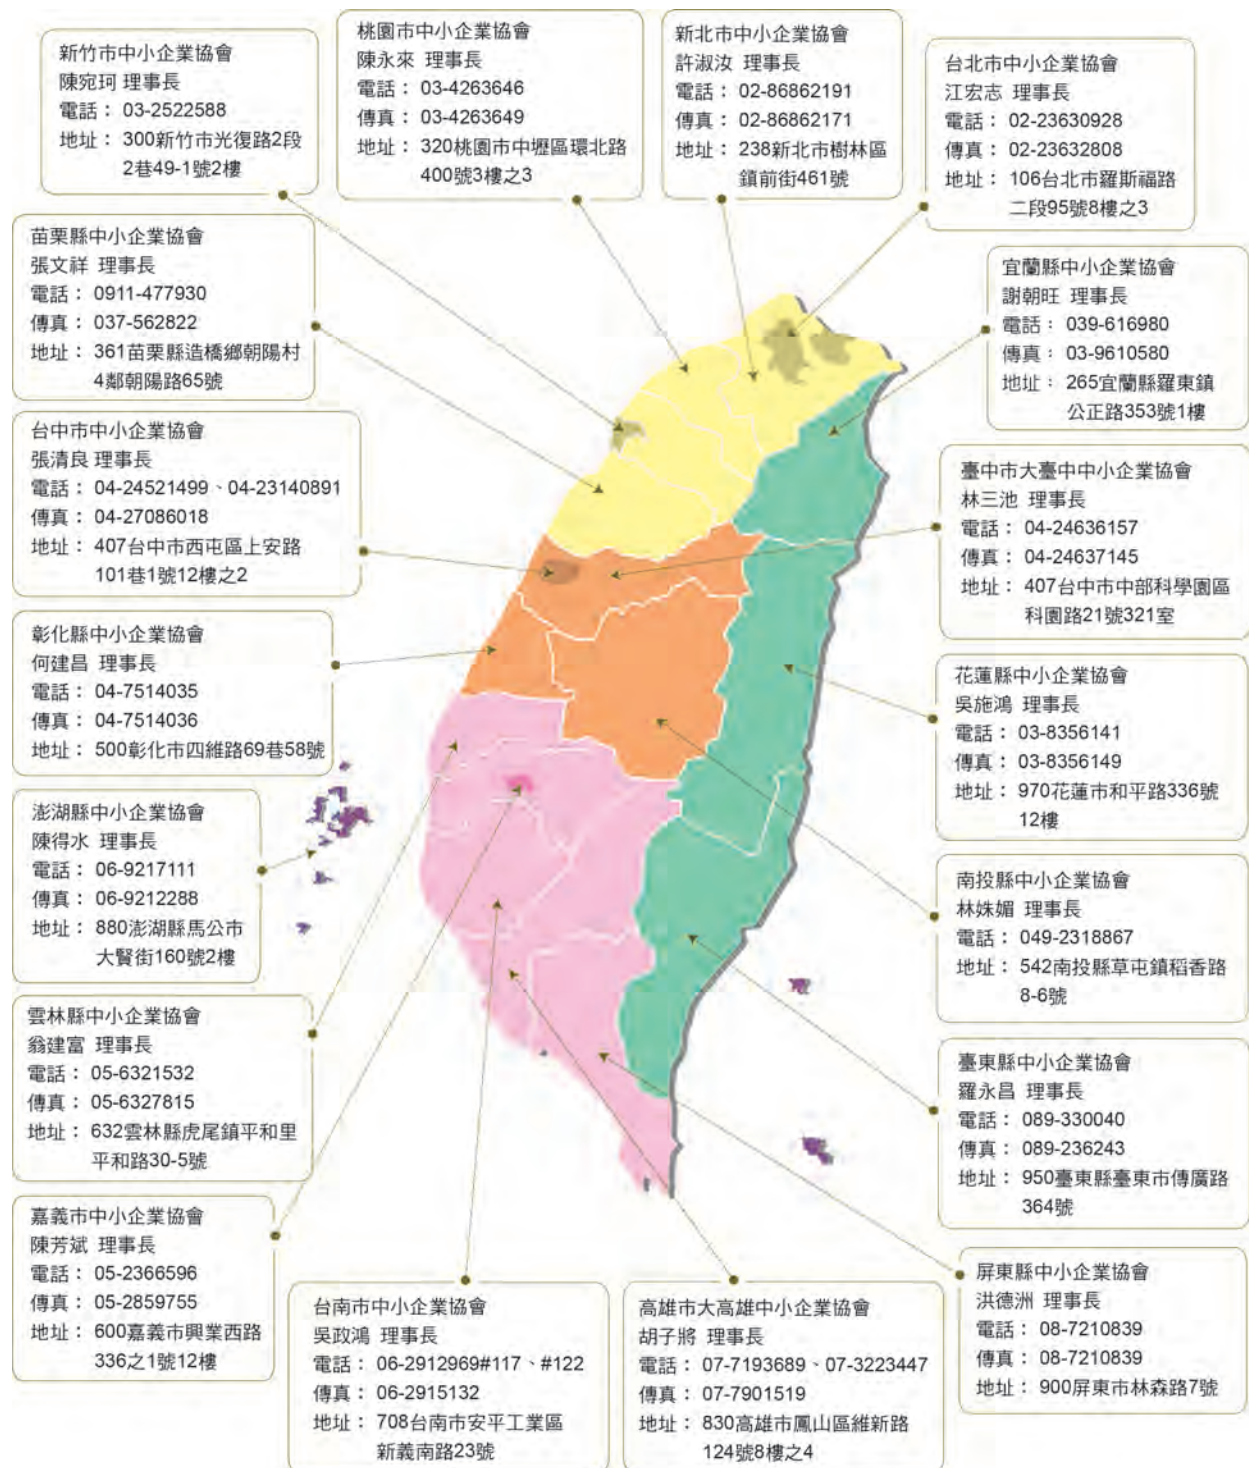 新竹市中小企業協會
陳宛珂 理事長
電話： 03-2522588
地址： 300新竹市光復路2段
2巷49-1號2樓
桃園市中小企業協會
陳永來 理事長
電話： 03-4263646
傳真： 03-4263649
地址： 320桃園市中壢區環北路
400號3樓之3
新北市中小企業協會
許淑汝 理事長
電話： 02-86862191
傳真： 02-86862171
地址： 238新北市樹林區
鎮前街461號
台北市中小企業協會
江宏志 理事長
電話： 02-23630928
傳真： 02-23632808
地址： 106台北市羅斯福路
二段95號8樓之3
苗栗縣中小企業協會
張文祥 理事長
電話： 0911-477930
傳真： 037-562822
地址： 361苗栗縣造橋鄉朝陽村
4鄰朝陽路65號
宜蘭縣中小企業協會
謝朝旺 理事長
電話： 039-616980
傳真： 03-9610580
地址： 265宜蘭縣羅東鎮
公正路353號1樓
台中市中小企業協會
張清良 理事長
電話： 04-24521499、04-23140891
傳真： 04-27086018
地址： 407台中市西屯區上安路
101巷1號12樓之2
臺中市大臺中中小企業協會
林三池 理事長
電話： 04-24636157
傳真： 04-24637145
地址： 407台中市中部科學園區
科園路21號321室
彰化縣中小企業協會
何建昌 理事長
電話： 04-7514035
傳真： 04-7514036
地址： 500彰化市四維路69巷58號
花蓮縣中小企業協會
吳施鴻 理事長
電話： 03-8356141
傳真： 03-8356149
地址： 970花蓮市和平路336號
12樓
澎湖縣中小企業協會
陳得水 理事長
電話： 06-9217111
傳真： 06-9212288
地址： 880澎湖縣馬公市
大賢街160號2樓
南投縣中小企業協會
林姝媚 理事長
電話： 049-2318867
地址： 542南投縣草屯鎮稻香路
8-6號
雲林縣中小企業協會
翁建富 理事長
電話： 05-6321532
傳真： 05-6327815
地址： 632雲林縣虎尾鎮平和里
平和路30-5號
臺東縣中小企業協會
羅永昌 理事長
電話： 089-330040
傳真： 089-236243
地址： 950臺東縣臺東市傳廣路
364號
嘉義市中小企業協會
陳芳斌 理事長
電話： 05-2366596
傳真： 05-2859755
地址： 600嘉義市興業西路
336之1號12樓
台南市中小企業協會
吳政鴻 理事長
電話： 06-2912969#117、#122
傳真： 06-2915132
地址： 708台南市安平工業區
新義南路23號
高雄市大高雄中小企業協會
胡子將 理事長
電話： 07-7193689、07-3223447
傳真： 07-7901519
地址： 830高雄市鳳山區維新路
124號8樓之4
屏東縣中小企業協會
洪德洲 理事長
電話： 08-7210839
傳真： 08-7210839
地址： 900屏東市林森路7號